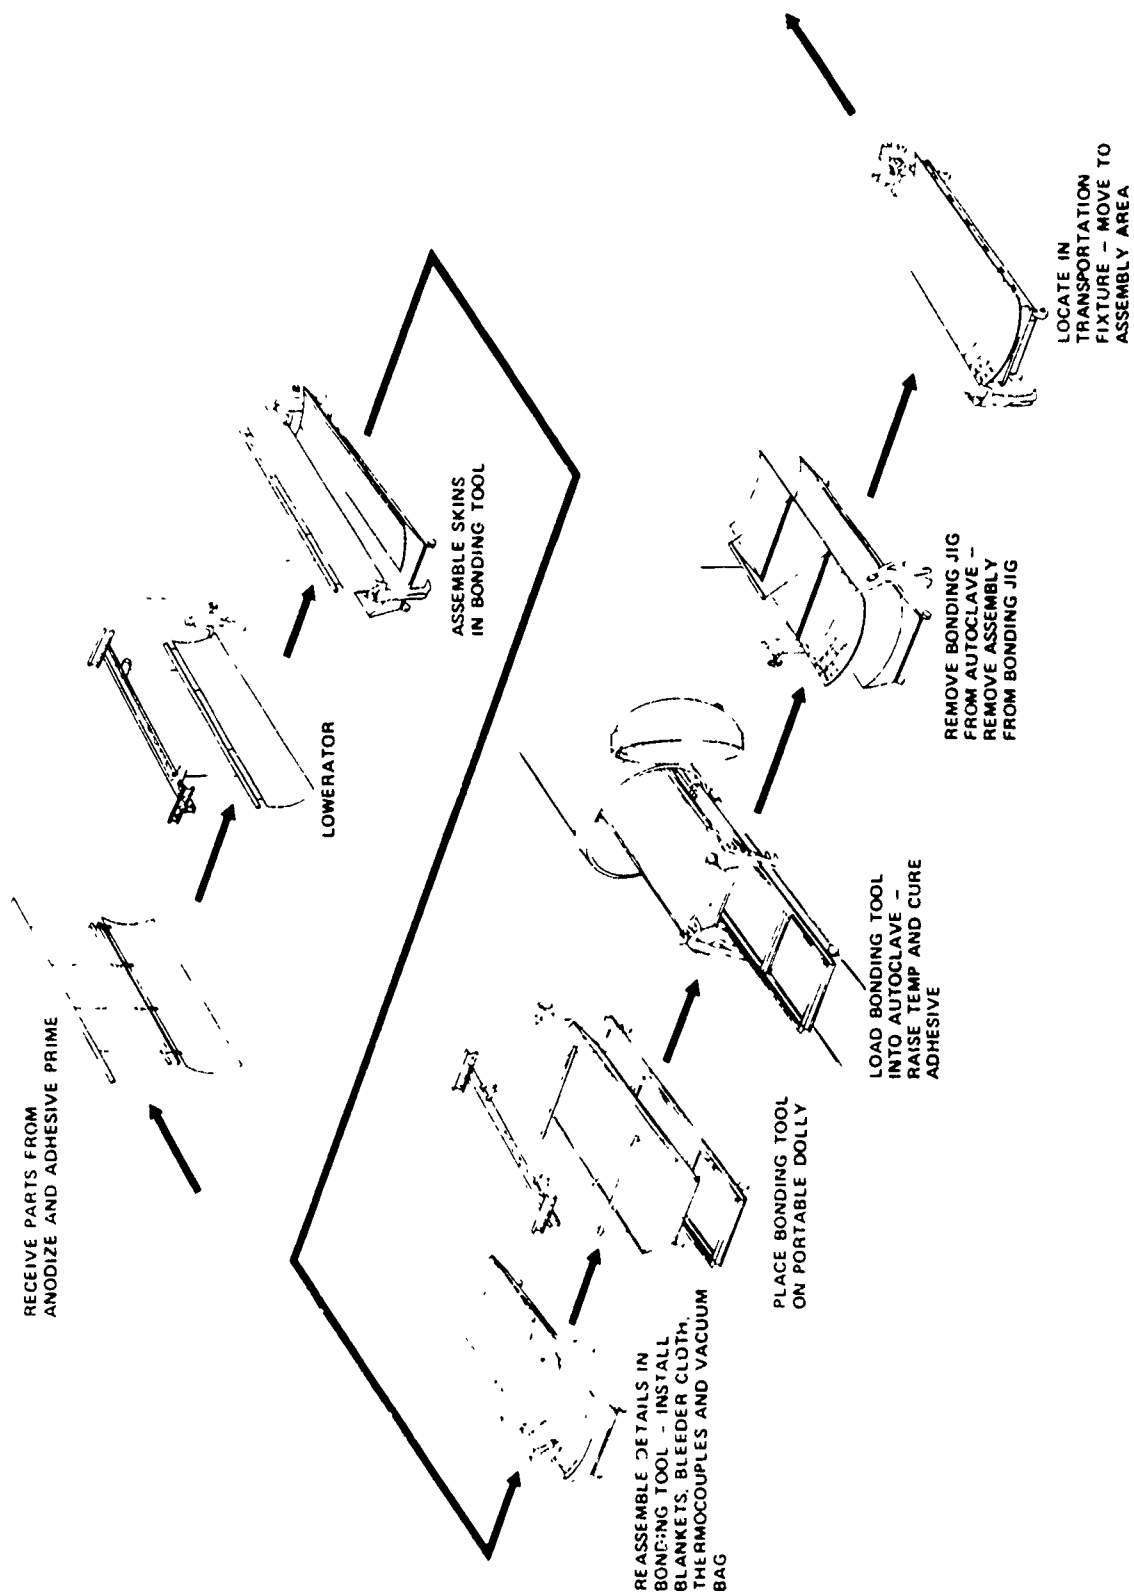 RECEIVE PARTS FROM
ANODIZE AND ADHESIVE PRIME
LOWERATOR
ASSEMBLE SKINS
IN BONDING TOOL
REASSEMBLE DETAILS IN
BONDING TOOL - INSTALL
BLANKETS, BLEEDER CLOTH,
THERMOCOUPLES AND VACUUM
BAG
PLACE BONDING TOOL
ON PORTABLE DOLLY
LOAD BONDING TOOL
INTO AUTOCLAVE -
RAISE TEMP AND CURE
ADHESIVE
REMOVE BONDING JIG
FROM AUTOCLAVE -
REMOVE ASSEMBLY
FROM BONDING JIG
LOCATE IN
TRANSPORTATION
FIXTURE - MOVE TO
ASSEMBLY AREA